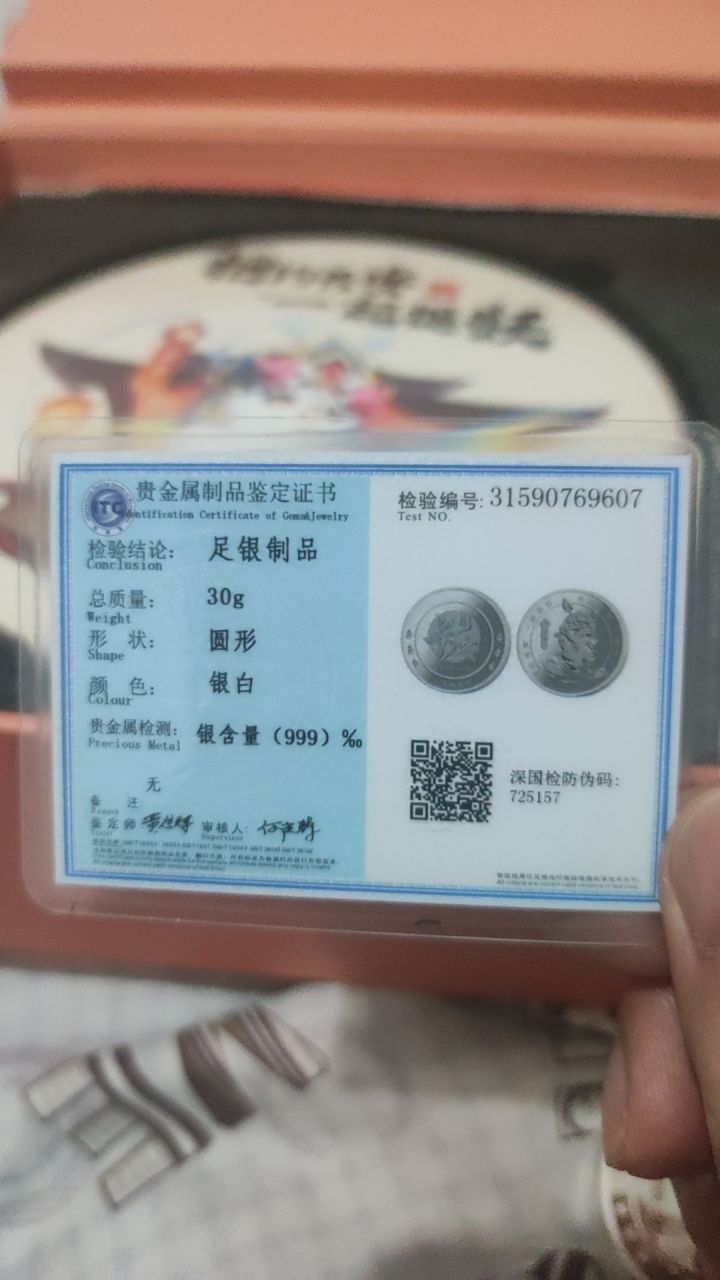 贵金属制品鉴定证书
Identification Certificate of Gems&Jewelry
ITC
检验结论: 足银制品
Conclusion
总质量: 30g
Weight
形 状: 圆形
Shape
颜 色: 银白
Colour
贵金属检测: 银含量（999）‰
Precious Metal
无
备 注:
鉴定师
审核人:
Supervisor
检验编号: 31590769607
Test NO.
深国检防伪码:
725157